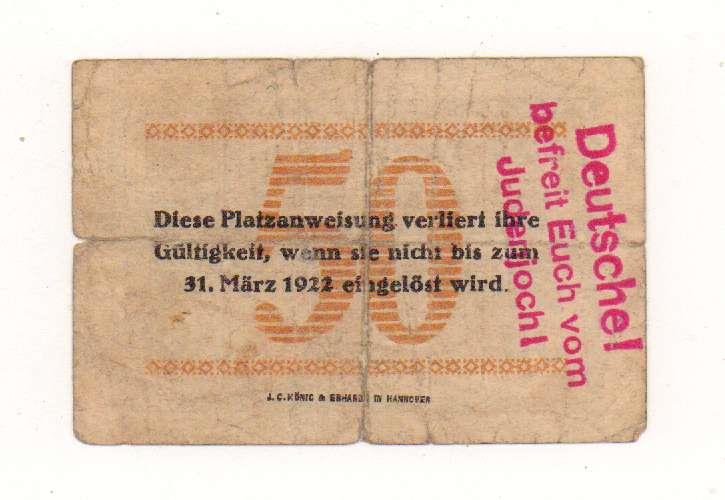 50
Diese Platzanweisung verliert ihre
Gültigkeit, wenn sie nicht bis zum
31. März 1922 eingelöst wird.
J. C. KÖNIG & EBHARDT IN HANNOVER
Deutsche!
befreit Euch vom
Judenjoch!